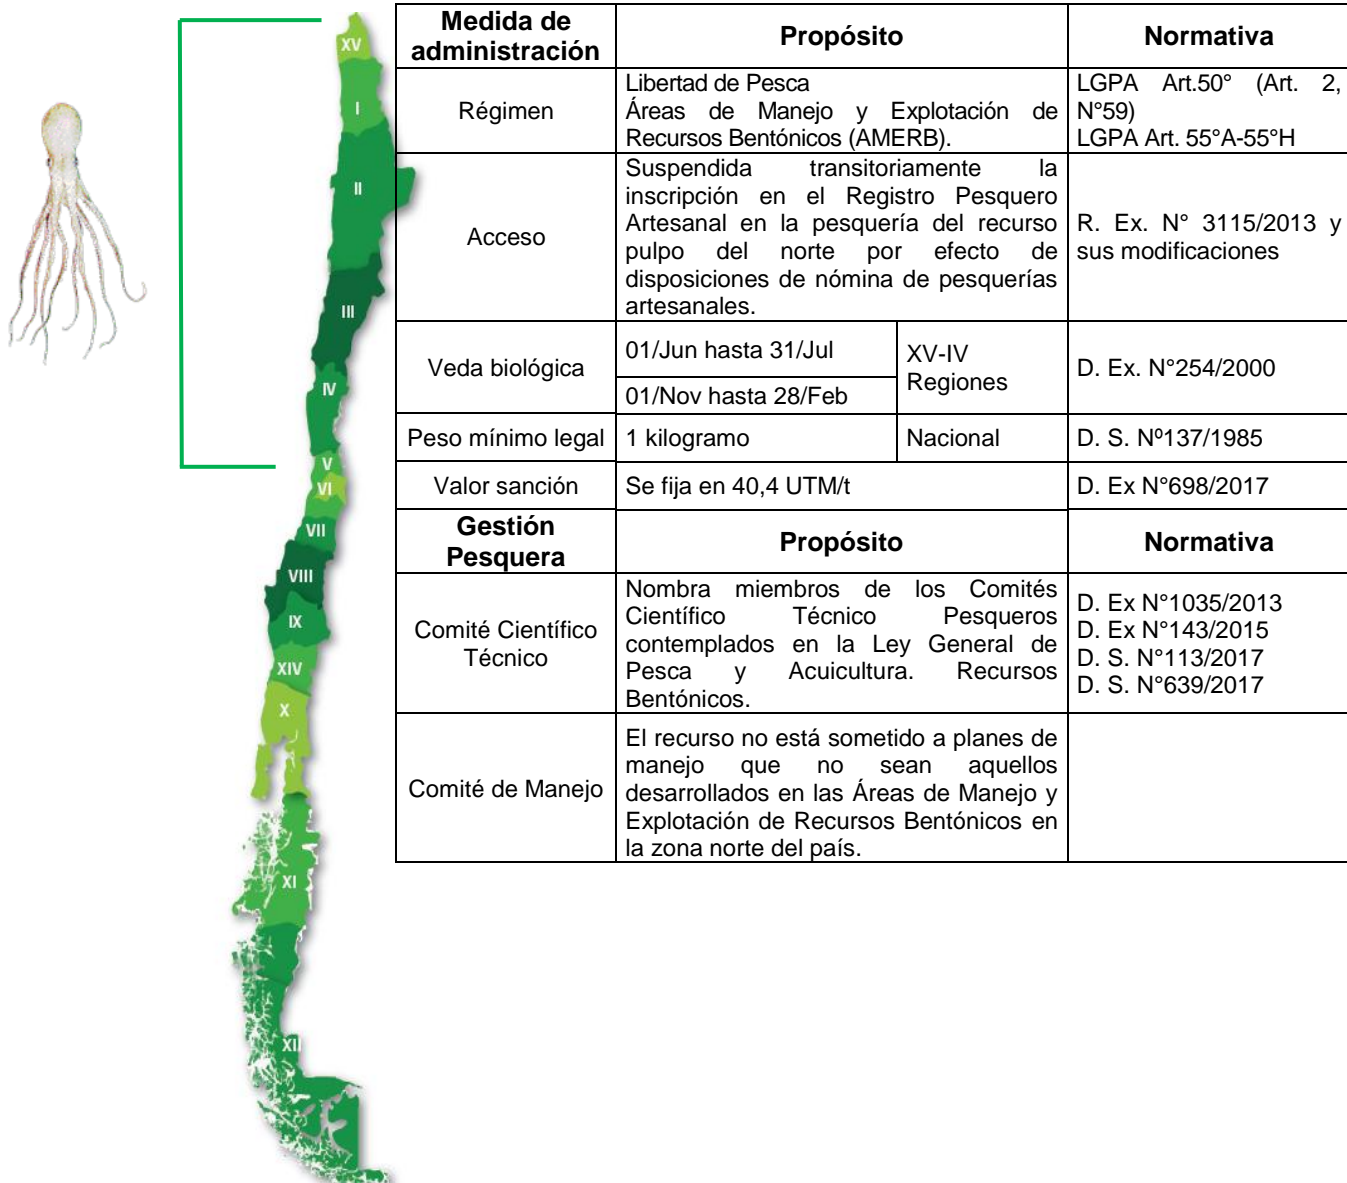 XV
I
II
III
IV
V
VI
VII
VIII
IX
XIV
X
XI
XII
Medida de
administración
Propósito
Normativa
Régimen
Libertad de Pesca
Áreas de Manejo y Explotación de
Recursos Bentónicos (AMERB).
LGPA Art.50° (Art. 2,
N°59)
LGPA Art. 55°A-55°H
Acceso
Suspendida transitoriamente la
inscripción en el Registro Pesquero
Artesanal en la pesquería del recurso
pulpo del norte por efecto de
disposiciones de nómina de pesquerías
artesanales.
R. Ex. N° 3115/2013 y
sus modificaciones
Veda biológica
01/Jun hasta 31/Jul
01/Nov hasta 28/Feb
XV-IV
Regiones
D. Ex. N°254/2000
Peso mínimo legal
1 kilogramo
Nacional
D. S. Nº137/1985
Valor sanción
Se fija en 40,4 UTM/t
D. Ex N°698/2017
Gestión
Pesquera
Propósito
Normativa
Comité Científico
Técnico
Nombra miembros de los Comités
Científico Técnico Pesqueros
contemplados en la Ley General de
Pesca y Acuicultura. Recursos
Bentónicos.
D. Ex N°1035/2013
D. Ex N°143/2015
D. S. N°113/2017
D. S. N°639/2017
Comité de Manejo
El recurso no está sometido a planes de
manejo que no sean aquellos
desarrollados en las Áreas de Manejo y
Explotación de Recursos Bentónicos en
la zona norte del país.